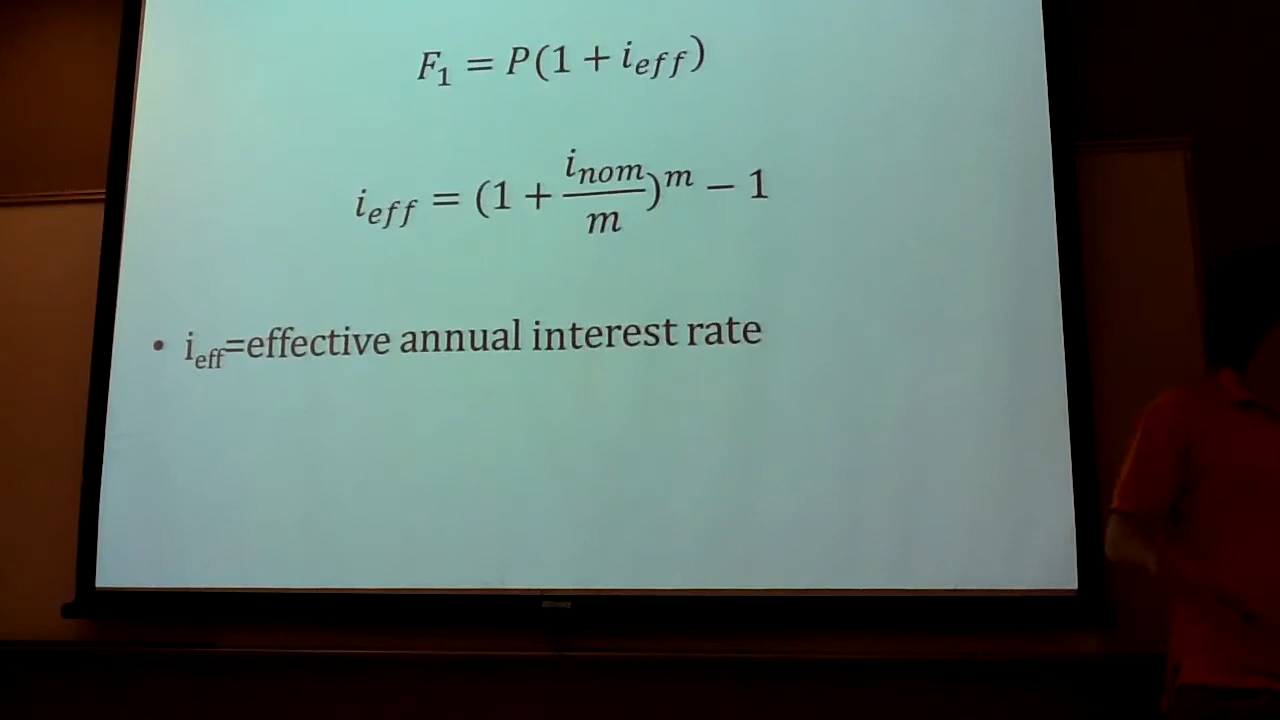 F₁ = P(1 + i_eff)
i_eff = (1 + i_nom/m)^m − 1
• i_eff=effective annual interest rate